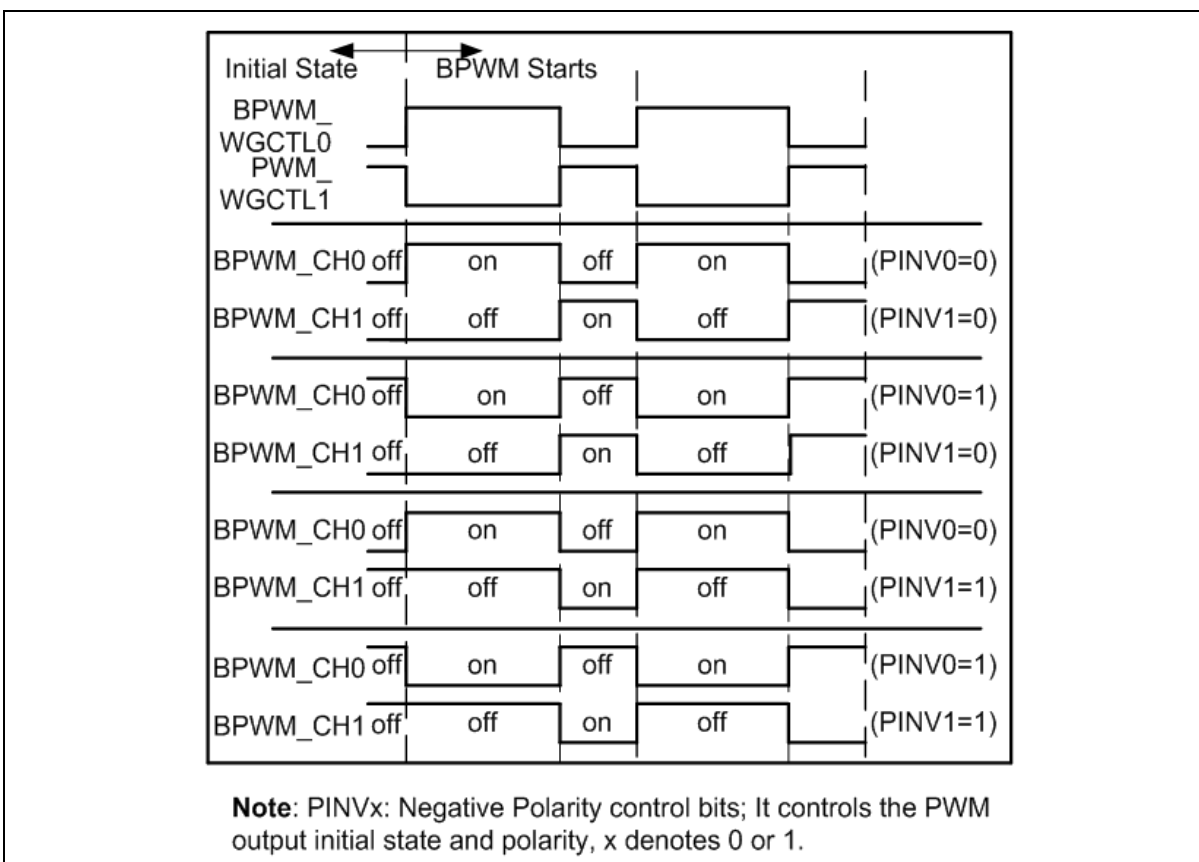 Initial State BPWM Starts
BPWM_
WGCTL0
PWM_
WGCTL1
BPWM_CH0 off on off on (PINV0=0)
BPWM_CH1 off off on off (PINV1=0)
BPWM_CH0 off on off on (PINV0=1)
BPWM_CH1 off off on off (PINV1=0)
BPWM_CH0 off on off on (PINV0=0)
BPWM_CH1 off off on off (PINV1=1)
BPWM_CH0 off on off on (PINV0=1)
BPWM_CH1 off off on off (PINV1=1)
Note: PINVx: Negative Polarity control bits; It controls the PWM
output initial state and polarity, x denotes 0 or 1.